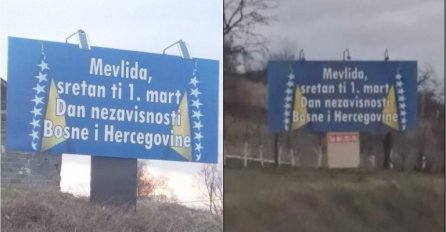 Mevlida,
sretan ti 1. mart
Dan nezavisnosti
Bosne i Hercegovine
Mevlida,
sretan ti 1. mart
Dan nezavisnosti
Bosne i Hercegovine